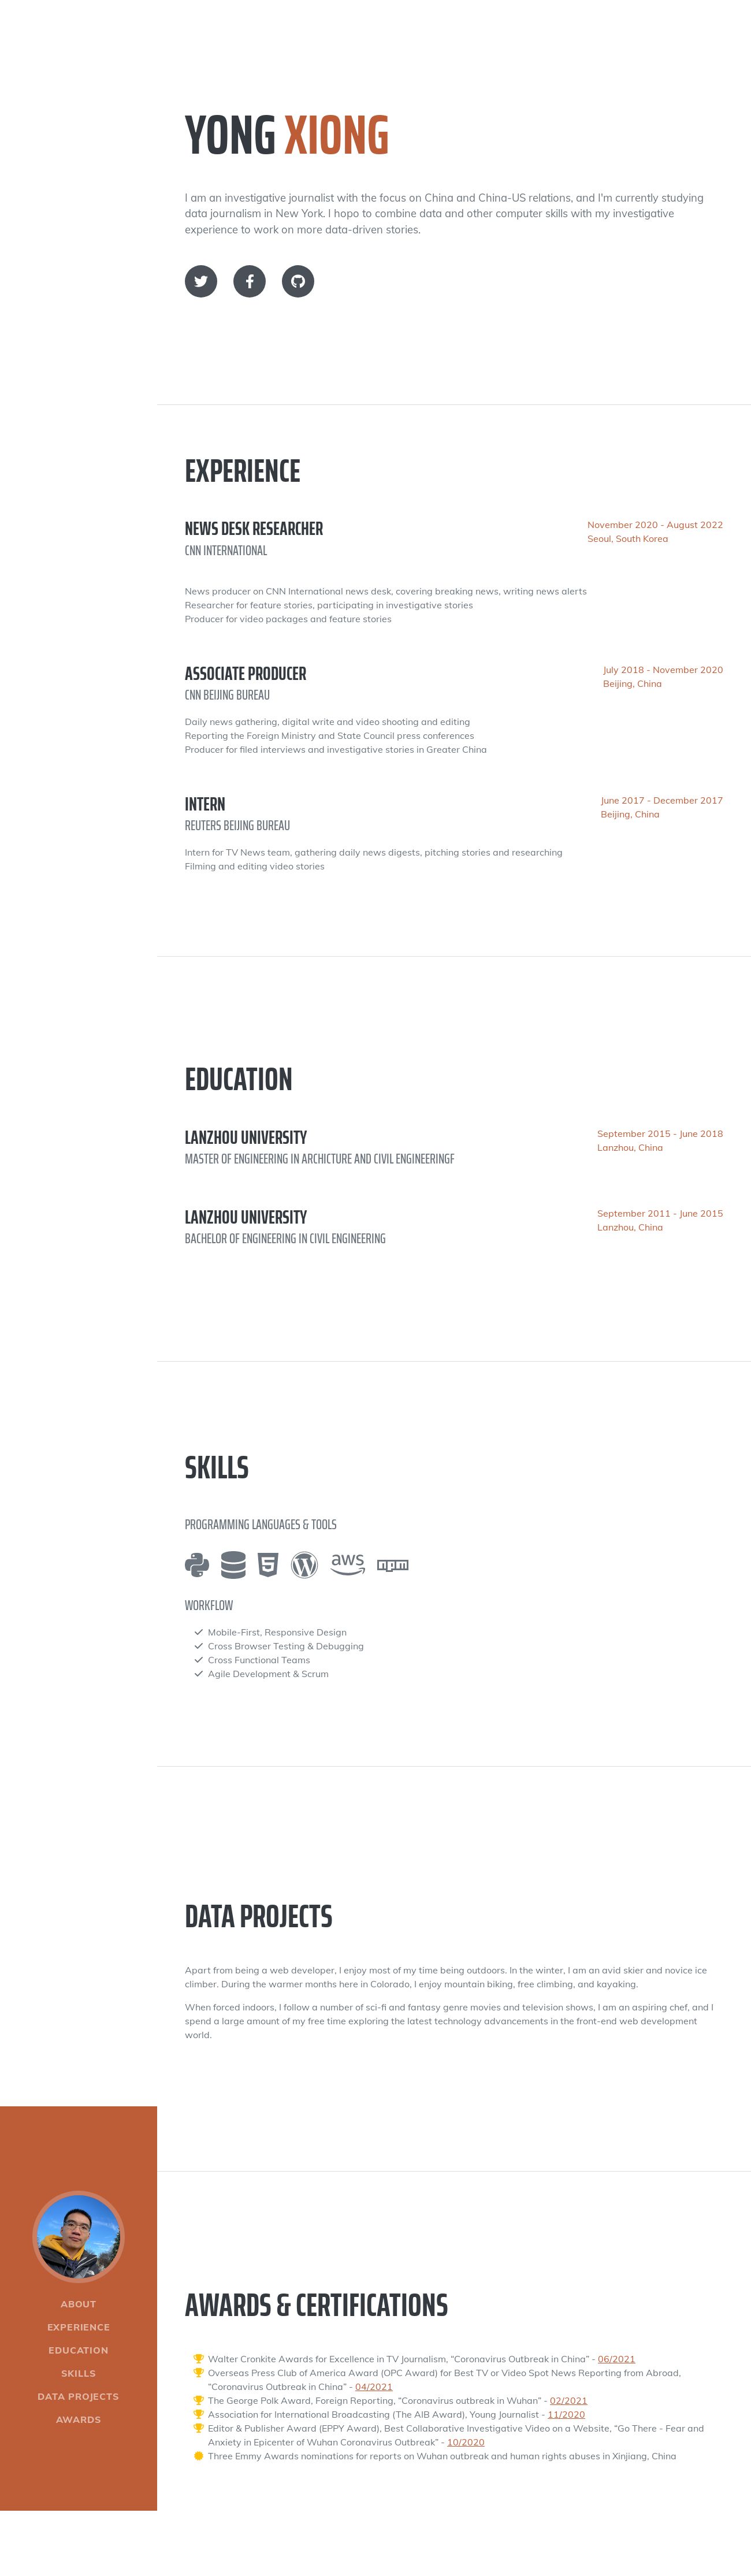 YONG XIONG
I am an investigative journalist with the focus on China and China-US relations, and I'm currently studying
data journalism in New York. I hopo to combine data and other computer skills with my investigative
experience to work on more data-driven stories.
EXPERIENCE
NEWS DESK RESEARCHER
CNN INTERNATIONAL
November 2020 - August 2022
Seoul, South Korea
News producer on CNN International news desk, covering breaking news, writing news alerts
Researcher for feature stories, participating in investigative stories
Producer for video packages and feature stories
ASSOCIATE PRODUCER
CNN BEIJING BUREAU
July 2018 - November 2020
Beijing, China
Daily news gathering, digital write and video shooting and editing
Reporting the Foreign Ministry and State Council press conferences
Producer for filed interviews and investigative stories in Greater China
INTERN
REUTERS BEIJING BUREAU
June 2017 - December 2017
Beijing, China
Intern for TV News team, gathering daily news digests, pitching stories and researching
Filming and editing video stories
EDUCATION
LANZHOU UNIVERSITY
MASTER OF ENGINEERING IN ARCHICTURE AND CIVIL ENGINEERINGF
September 2015 - June 2018
Lanzhou, China
LANZHOU UNIVERSITY
BACHELOR OF ENGINEERING IN CIVIL ENGINEERING
September 2011 - June 2015
Lanzhou, China
SKILLS
PROGRAMMING LANGUAGES & TOOLS
aws npm
WORKFLOW
Mobile-First, Responsive Design
Cross Browser Testing & Debugging
Cross Functional Teams
Agile Development & Scrum
DATA PROJECTS
Apart from being a web developer, I enjoy most of my time being outdoors. In the winter, I am an avid skier and novice ice
climber. During the warmer months here in Colorado, I enjoy mountain biking, free climbing, and kayaking.
When forced indoors, I follow a number of sci-fi and fantasy genre movies and television shows, I am an aspiring chef, and I
spend a large amount of my free time exploring the latest technology advancements in the front-end web development
world.
ABOUT
EXPERIENCE
EDUCATION
SKILLS
DATA PROJECTS
AWARDS
AWARDS & CERTIFICATIONS
Walter Cronkite Awards for Excellence in TV Journalism, "Coronavirus Outbreak in China" - 06/2021
Overseas Press Club of America Award (OPC Award) for Best TV or Video Spot News Reporting from Abroad,
"Coronavirus Outbreak in China" - 04/2021
The George Polk Award, Foreign Reporting, "Coronavirus outbreak in Wuhan" - 02/2021
Association for International Broadcasting (The AIB Award), Young Journalist - 11/2020
Editor & Publisher Award (EPPY Award), Best Collaborative Investigative Video on a Website, "Go There - Fear and
Anxiety in Epicenter of Wuhan Coronavirus Outbreak" - 10/2020
Three Emmy Awards nominations for reports on Wuhan outbreak and human rights abuses in Xinjiang, China